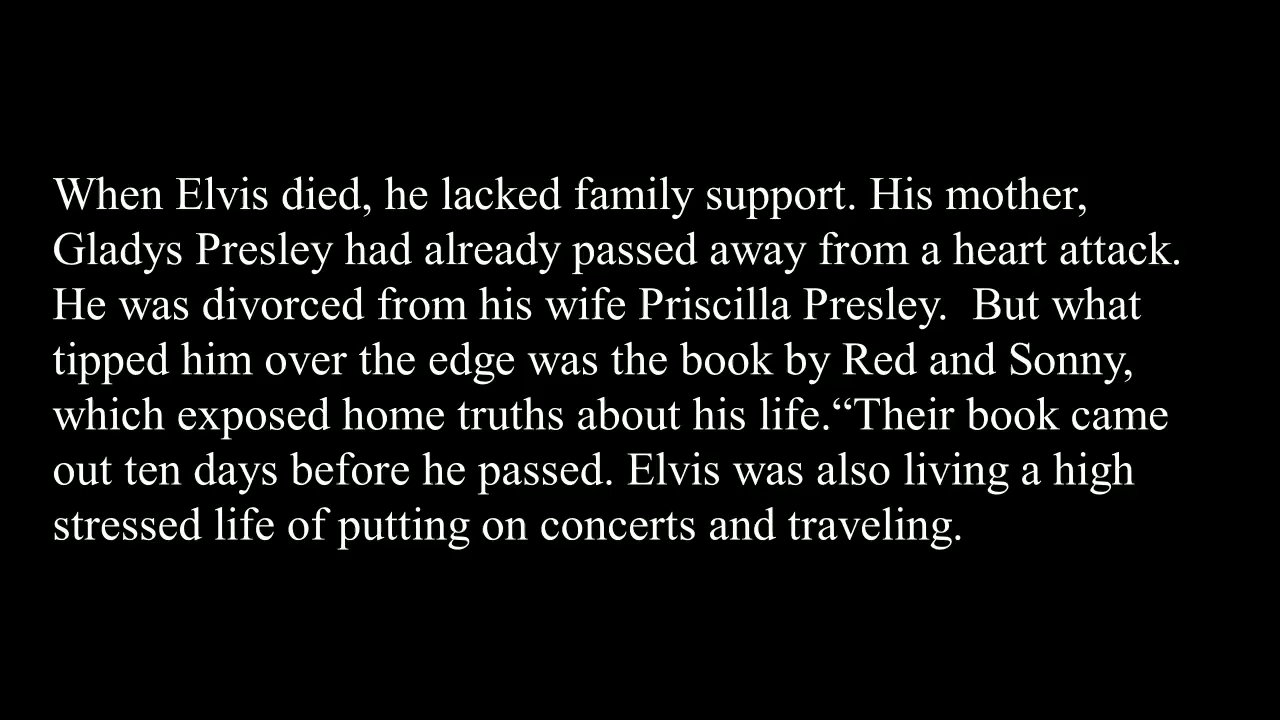 When Elvis died, he lacked family support. His mother,
Gladys Presley had already passed away from a heart attack.
He was divorced from his wife Priscilla Presley.  But what
tipped him over the edge was the book by Red and Sonny,
which exposed home truths about his life.“Their book came
out ten days before he passed. Elvis was also living a high
stressed life of putting on concerts and traveling.